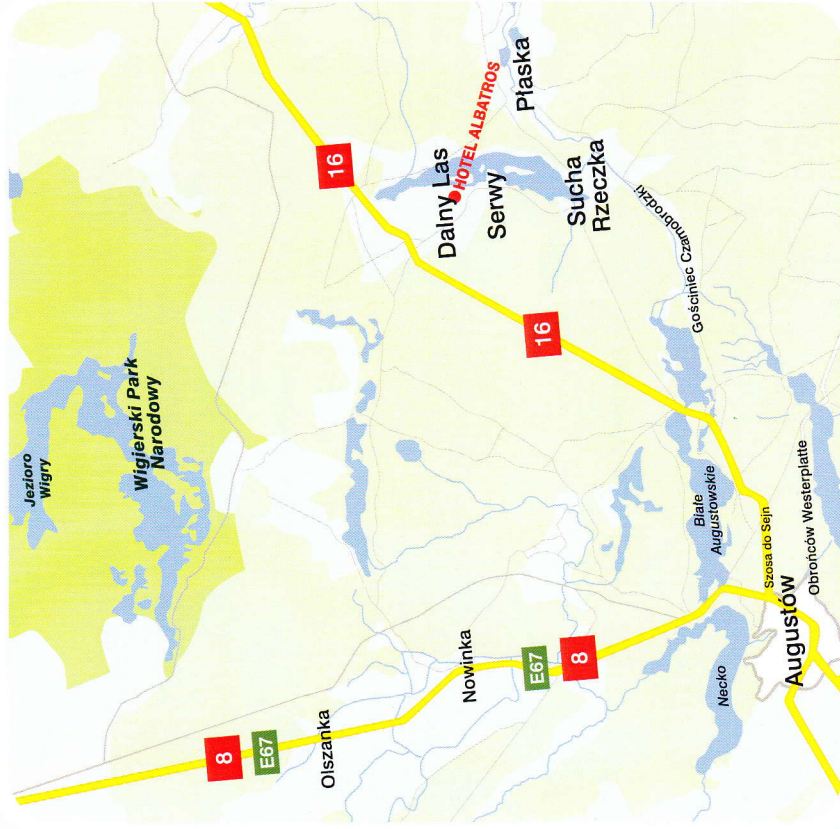 16
HOTEL ALBATROS
Płaska
Dalny Las
Serwy
Sucha
Rzeczka
Gościniec Czarnobrodzki
16
Jezioro
Wigry
Wigierski Park
Narodowy
Białe
Augustowskie
Szosa do Sejn
Obrońców Westerplatte
Augustów
Necko
8
E67
Nowinka
Olszanka
E67
8